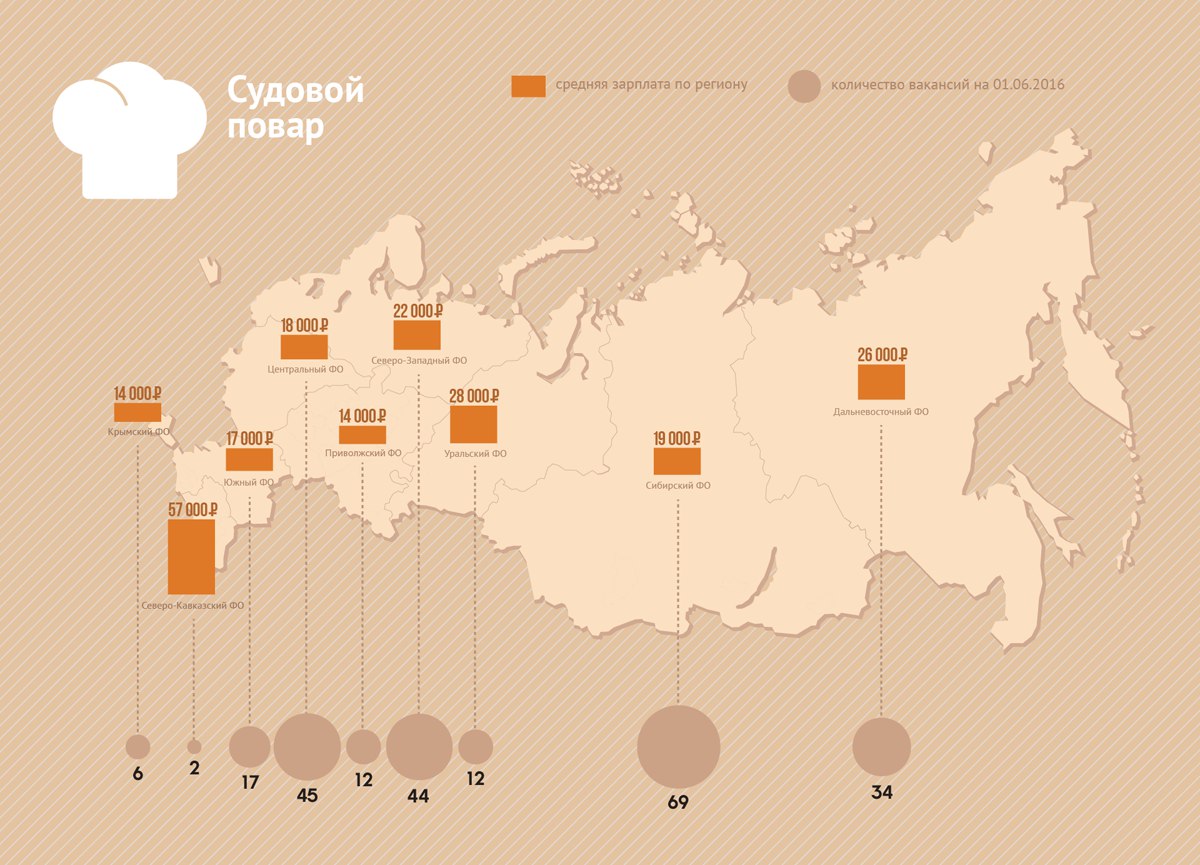 Судовой
повар
средняя зарплата по региону
количество вакансий на 01.06.2016
22 000 ₽
Северо-Западный ФО
18 000 ₽
Центральный ФО
26 000 ₽
Дальневосточный ФО
14 000 ₽
Крымский ФО
28 000 ₽
Уральский ФО
14 000 ₽
Приволжский ФО
17 000 ₽
Южный ФО
19 000 ₽
Сибирский ФО
57 000 ₽
Северо-Кавказский ФО
6
2
17
45
12
44
12
69
34